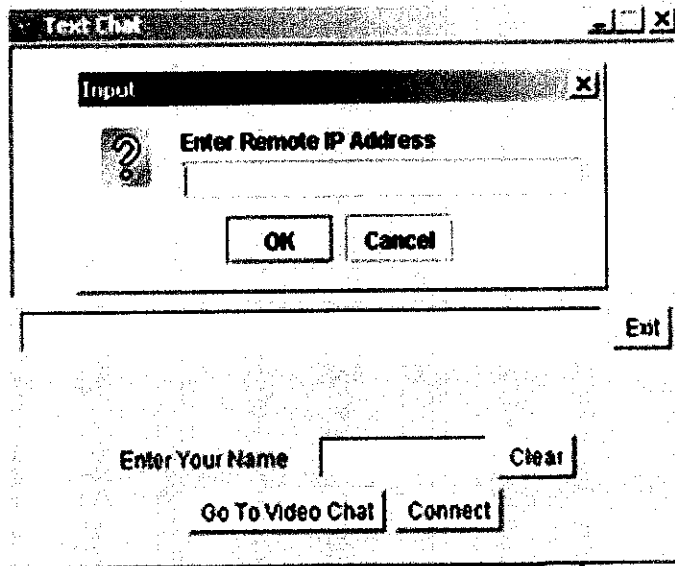 Text Chat
Input
Enter Remote IP Address
OK Cancel
Exit
Enter Your Name Clear
Go To Video Chat Connect